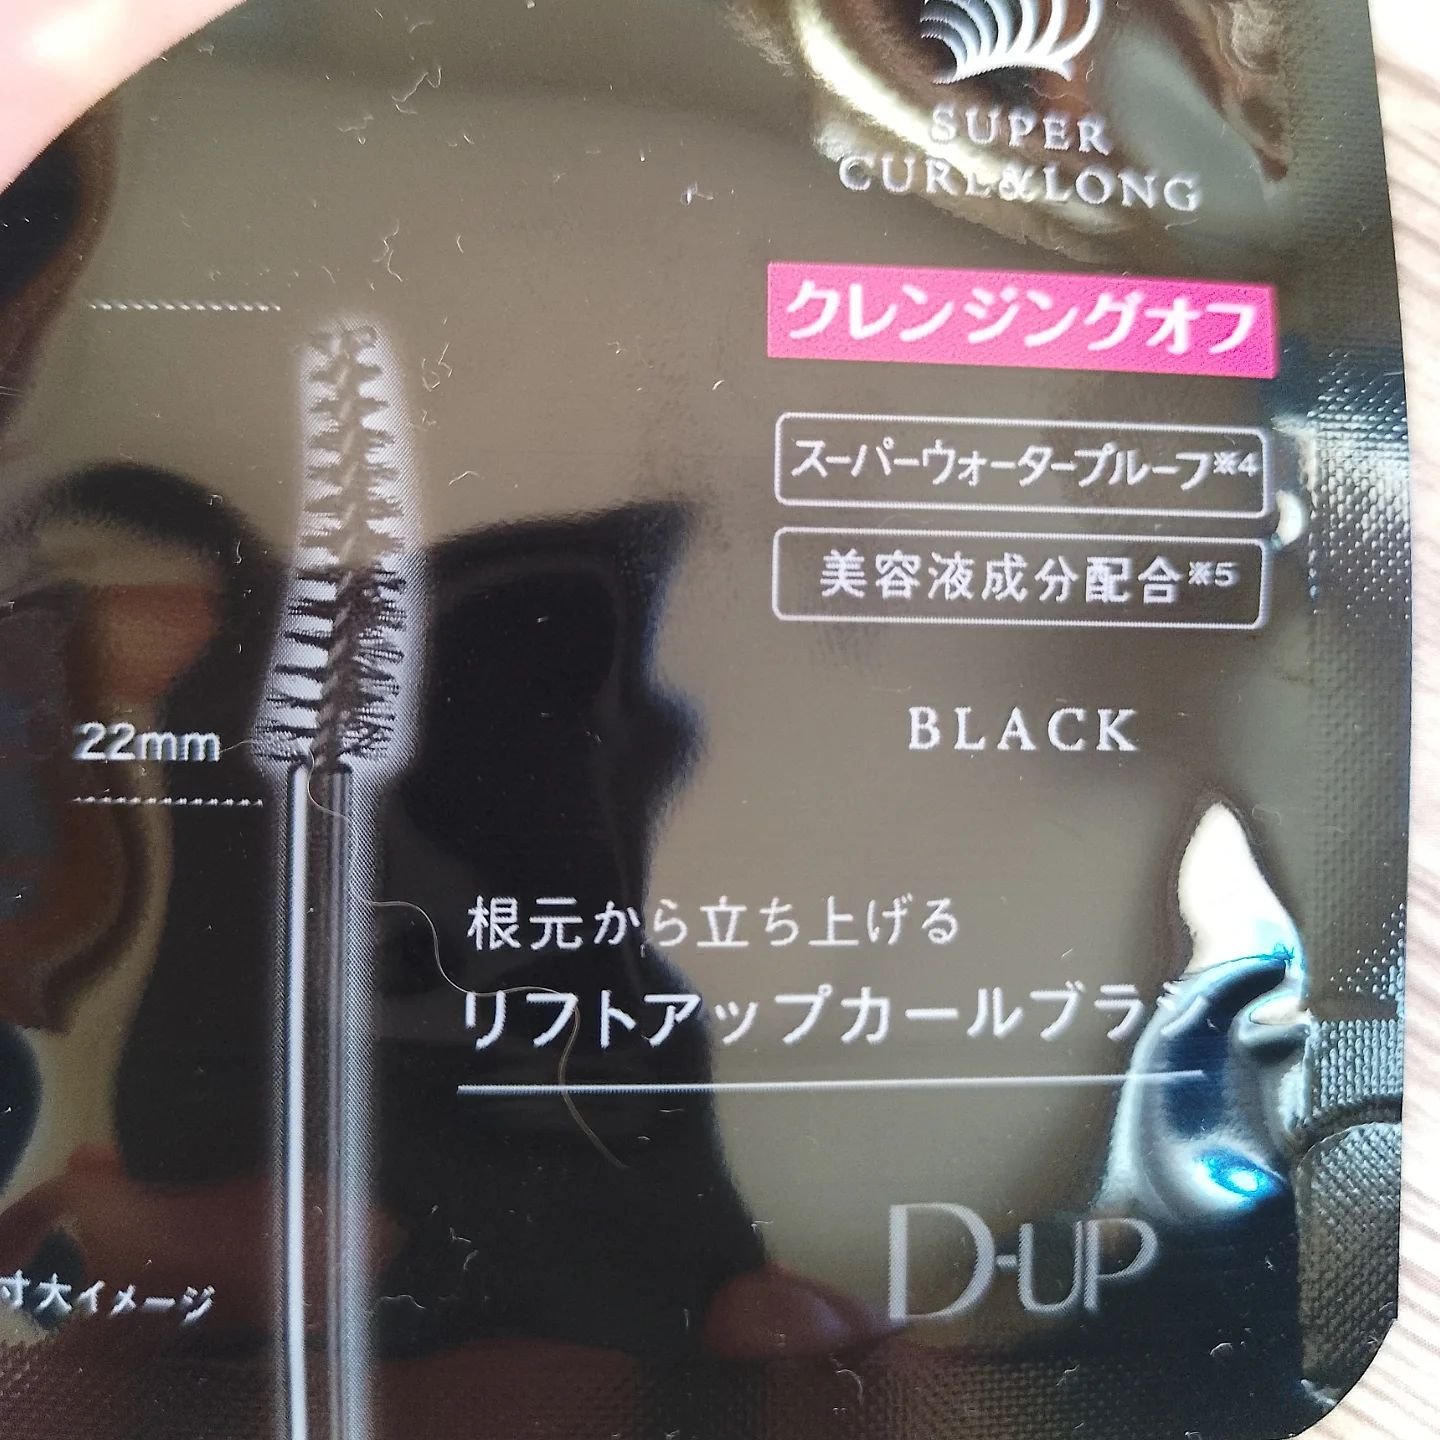 SUPER
CURL&LONG
クレンジングオフ
スーパーウォータープルーフ※4
美容液成分配合※5
BLACK
22mm
根元から立ち上げる
リフトアップカールブラシ
寸大イメージ
D-UP